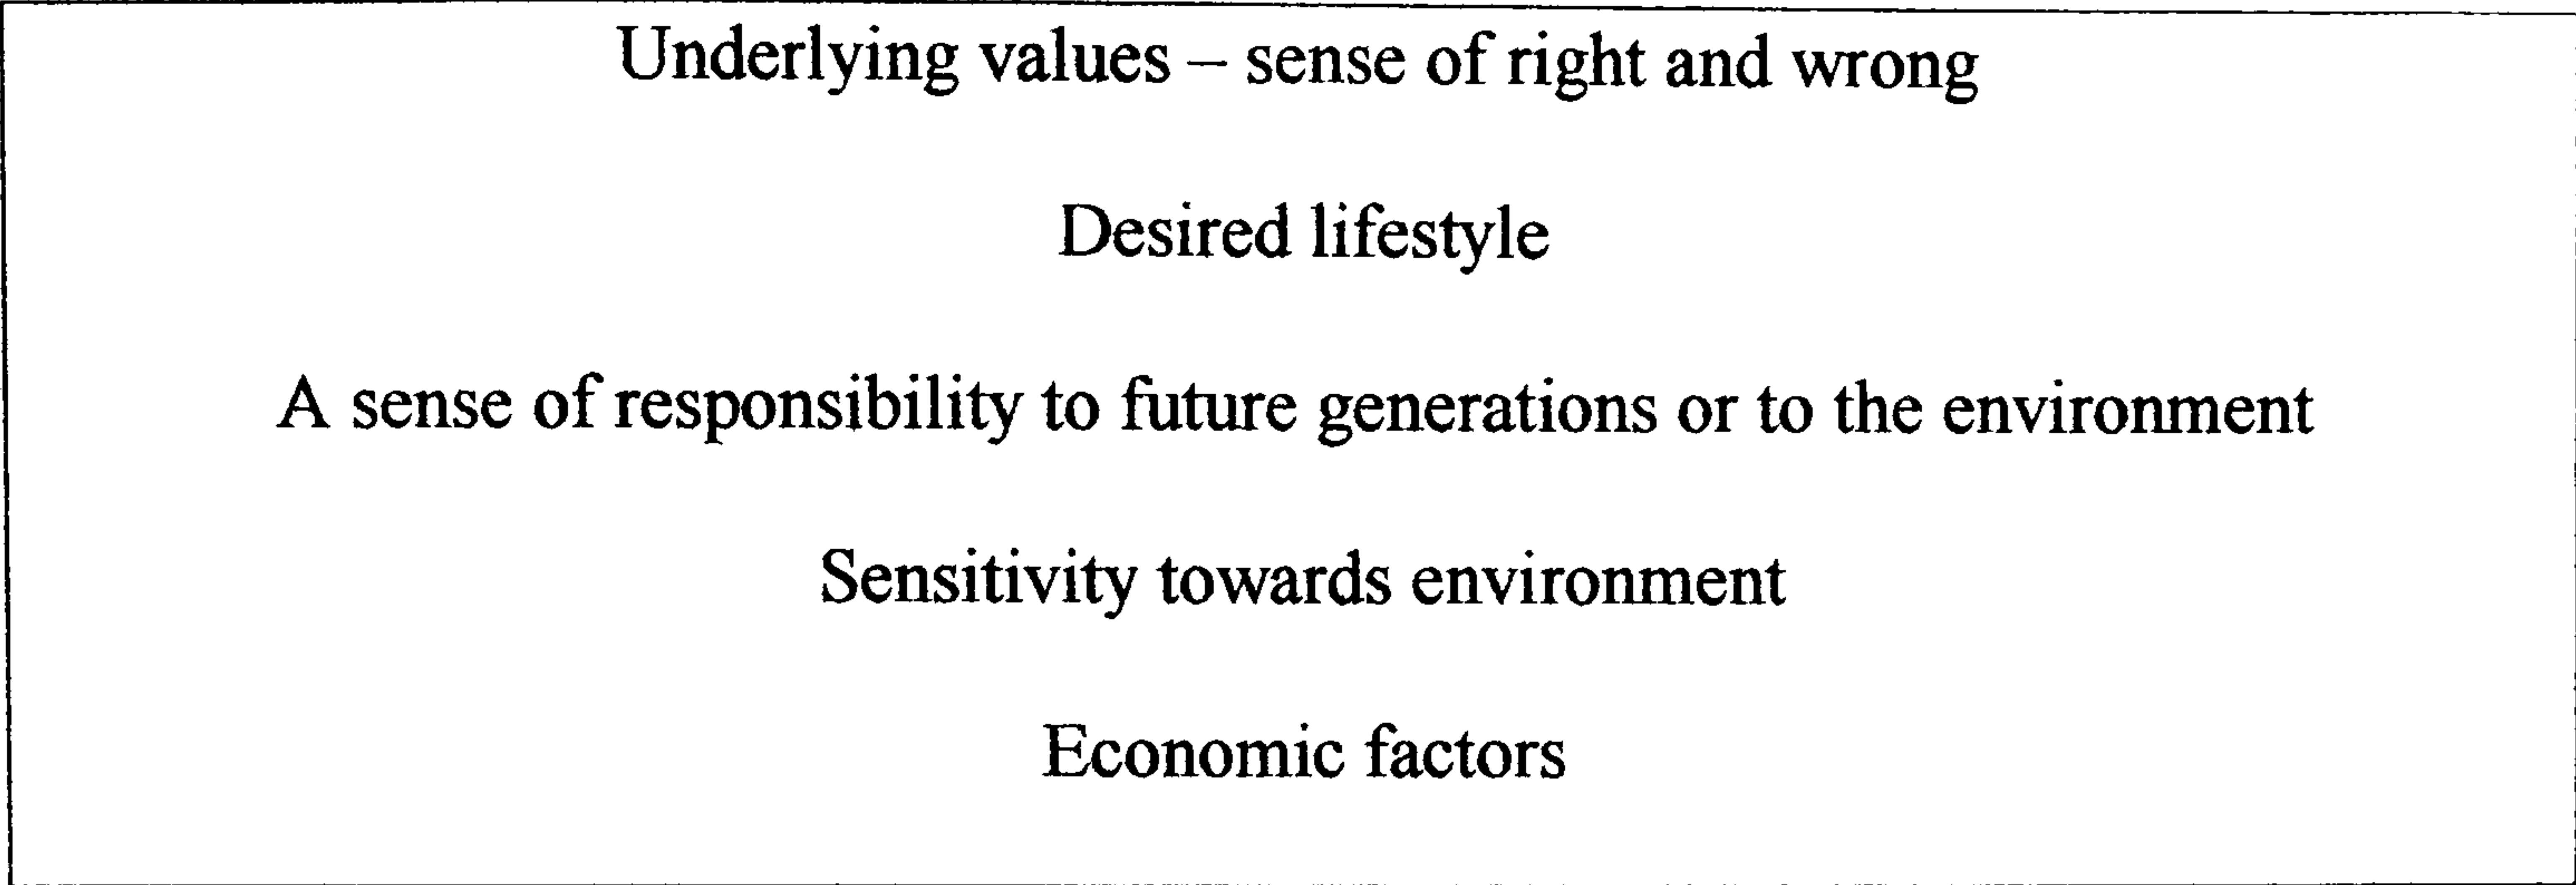 Underlying values – sense of right and wrong
Desired lifestyle
A sense of responsibility to future generations or to the environment
Sensitivity towards environment
Economic factors